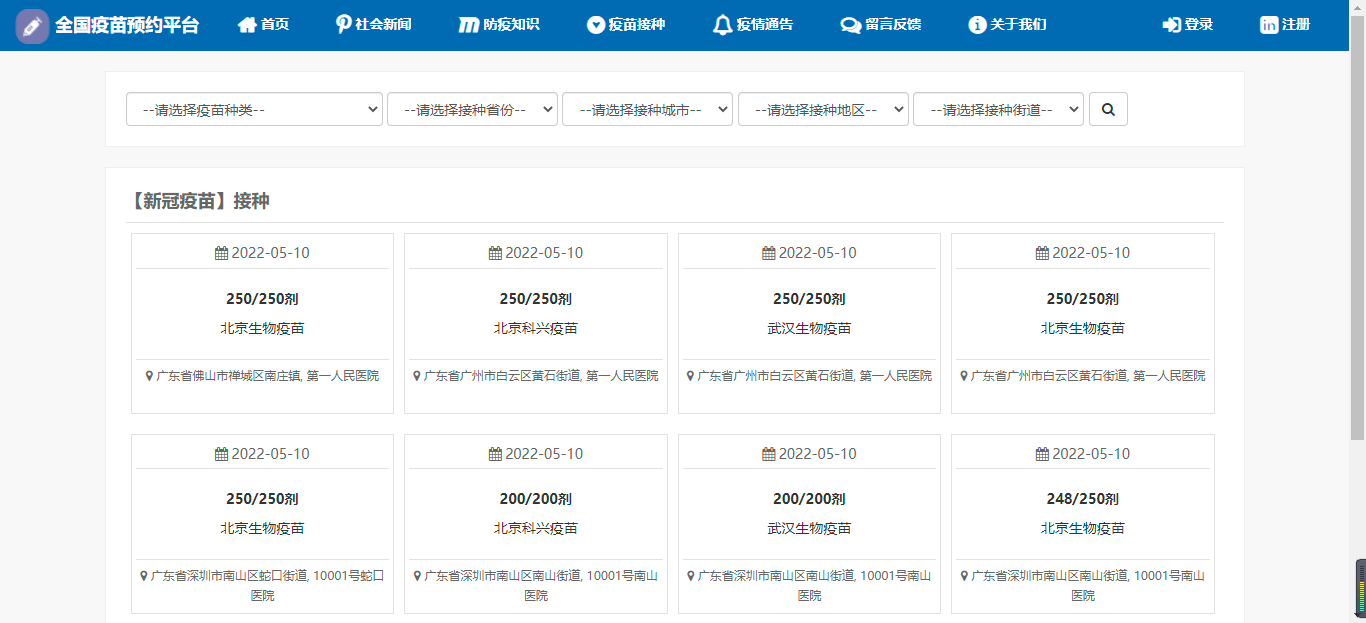 全国疫苗预约平台 首页 社会新闻 防疫知识 疫苗接种 疫情通告 留言反馈 关于我们 登录 注册
--请选择疫苗种类-- --请选择接种省份-- --请选择接种城市-- --请选择接种地区-- --请选择接种街道--
【新冠疫苗】接种
2022-05-10 2022-05-10 2022-05-10 2022-05-10
250/250剂 250/250剂 250/250剂 250/250剂
北京生物疫苗 北京科兴疫苗 武汉生物疫苗 北京生物疫苗
广东省佛山市禅城区南庄镇, 第一人民医院 广东省广州市白云区黄石街道, 第一人民医院 广东省广州市白云区黄石街道, 第一人民医院 广东省广州市白云区黄石街道, 第一人民医院
2022-05-10 2022-05-10 2022-05-10 2022-05-10
250/250剂 200/200剂 200/200剂 248/250剂
北京生物疫苗 北京科兴疫苗 武汉生物疫苗 北京生物疫苗
广东省深圳市南山区蛇口街道, 10001号蛇口 广东省深圳市南山区南山街道, 10001号南山 广东省深圳市南山区南山街道, 10001号南山 广东省深圳市南山区南山街道, 10001号南山
医院 医院 医院 医院